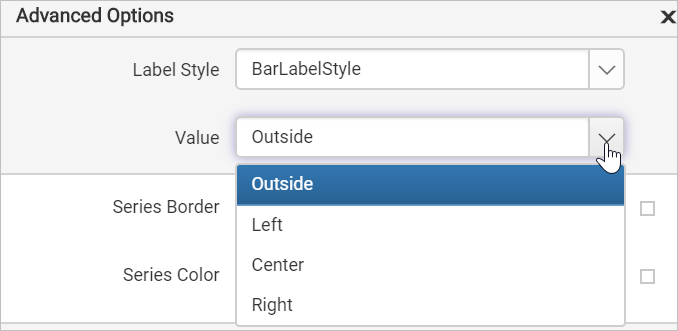 Advanced Options
Label Style BarLabelStyle
Value Outside
Outside
Series Border
Left
Center
Series Color
Right